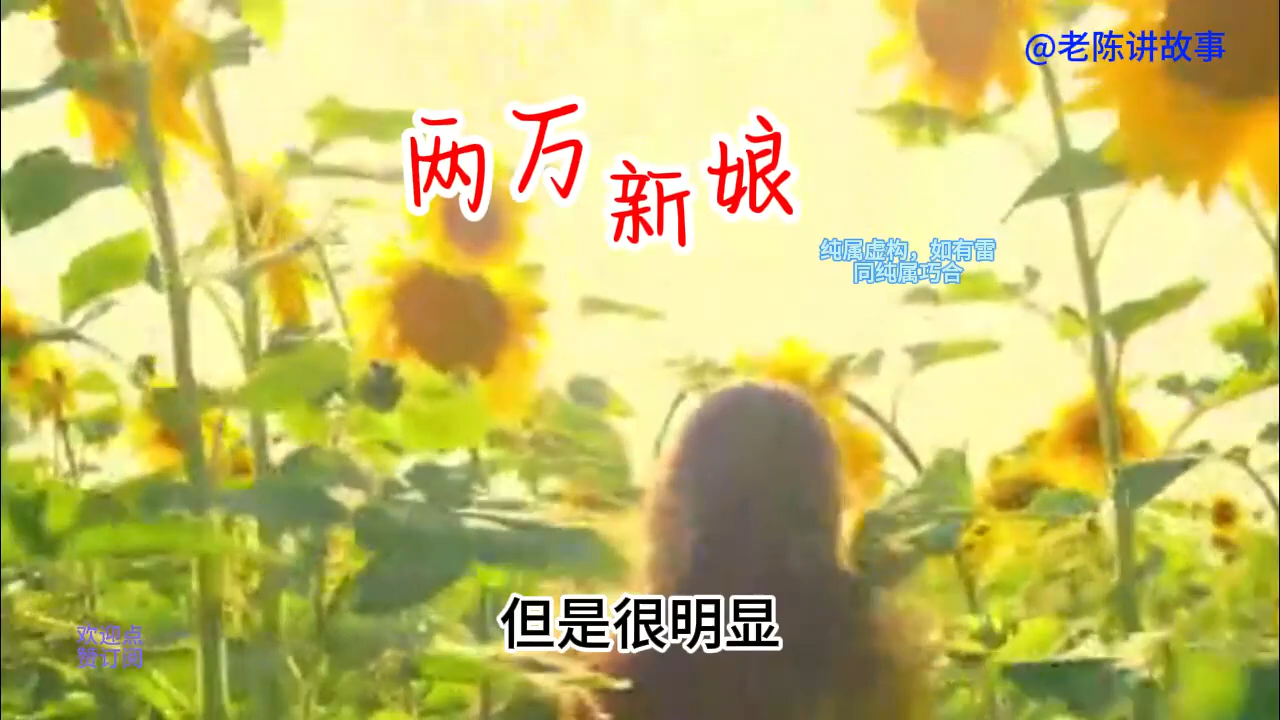 @老陈讲故事
两万新娘
纯属虚构，如有雷
同纯属巧合
但是很明显
欢迎点
赞订阅